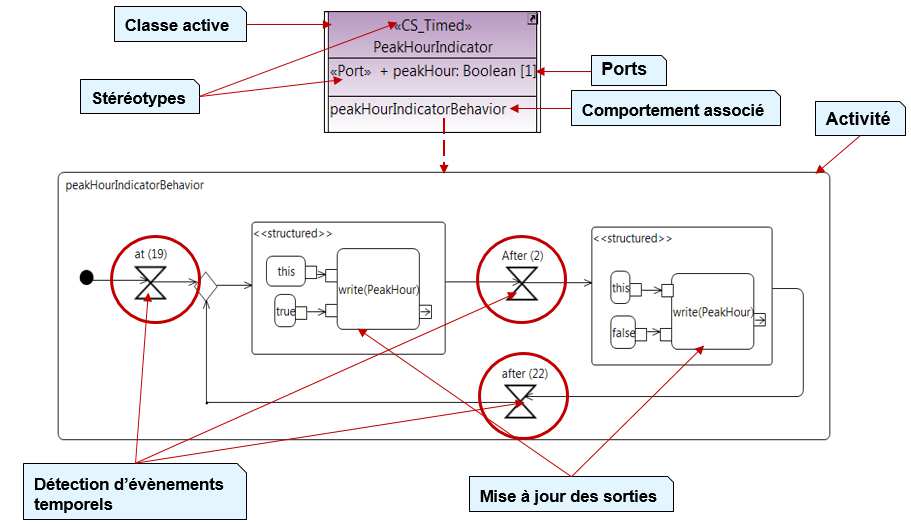 Classe active
«CS_Timed»
PeakHourIndicator
«Port» + peakHour: Boolean [1]
Ports
Stéréotypes
peakHourIndicatorBehavior
Comportement associé
Activité
peakHourIndicatorBehavior
at (19)
<<structured>>
this
true
write(PeakHour)
After (2)
<<structured>>
this
false
write(PeakHour)
after (22)
Détection d'évènements
temporels
Mise à jour des sorties